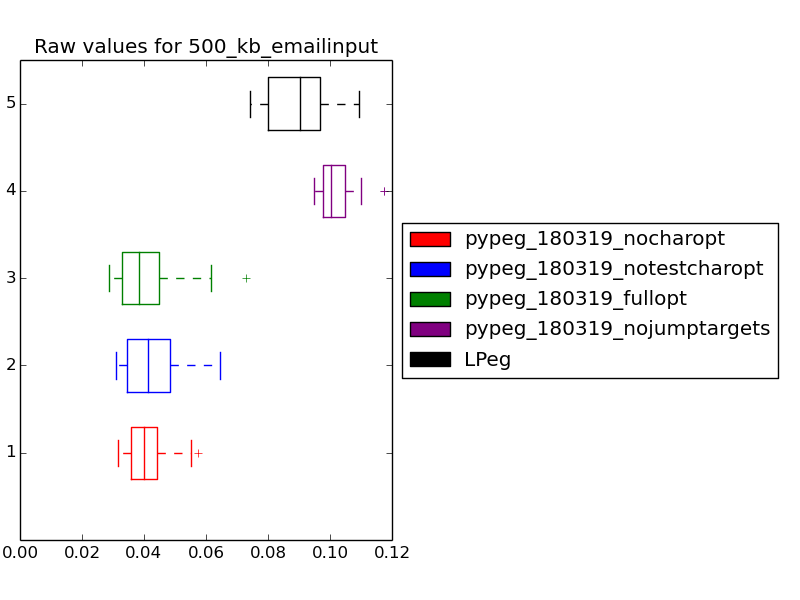 Raw values for 500_kb_emailinput
5
4
3
2
1
0.00 0.02 0.04 0.06 0.08 0.10 0.12
pypeg_180319_nocharopt
pypeg_180319_notestcharopt
pypeg_180319_fullopt
pypeg_180319_nojumptargets
LPeg